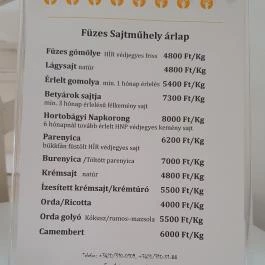 Füzes Sajtműhely árlap
Füzes gömölye HÍR védjegyes friss 4800 Ft/Kg
Lágysajt natúr 4800 Ft/Kg
Érlelt gomolya min. 1 hónap érlelés 5400 Ft/Kg
Betyárok sajtja 7300 Ft/Kg
min. 3 hónap érlelésű félkemény sajt
Hortobágyi Napkorong 8000 Ft/Kg
6 hónapnál tovább érlelt HNP védjegyes kemény sajt
Parenyica 6200 Ft/Kg
bükkfán füstölt HÍR védjegyes sajt
Burenyica /Töltött parenyica 7000 Ft/Kg
Krémsajt natúr 4800 Ft/Kg
Ízesített krémsajt/krémtúró 5500 Ft/Kg
Orda/Ricotta 4000 Ft/Kg
Orda golyó Kókusz/rumos-mazsola 5500 Ft/Kg
Camembert 6000 Ft/Kg